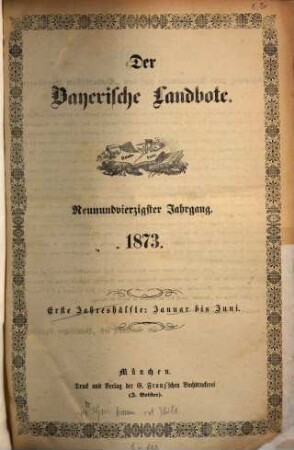 Der
Bayerische Landbote.
Neunundvierzigster Jahrgang.
1873.
Erste Jahreshälfte: Januar bis Juni.
München.
Druck und Verlag der G. Franz'schen Buchdruckerei